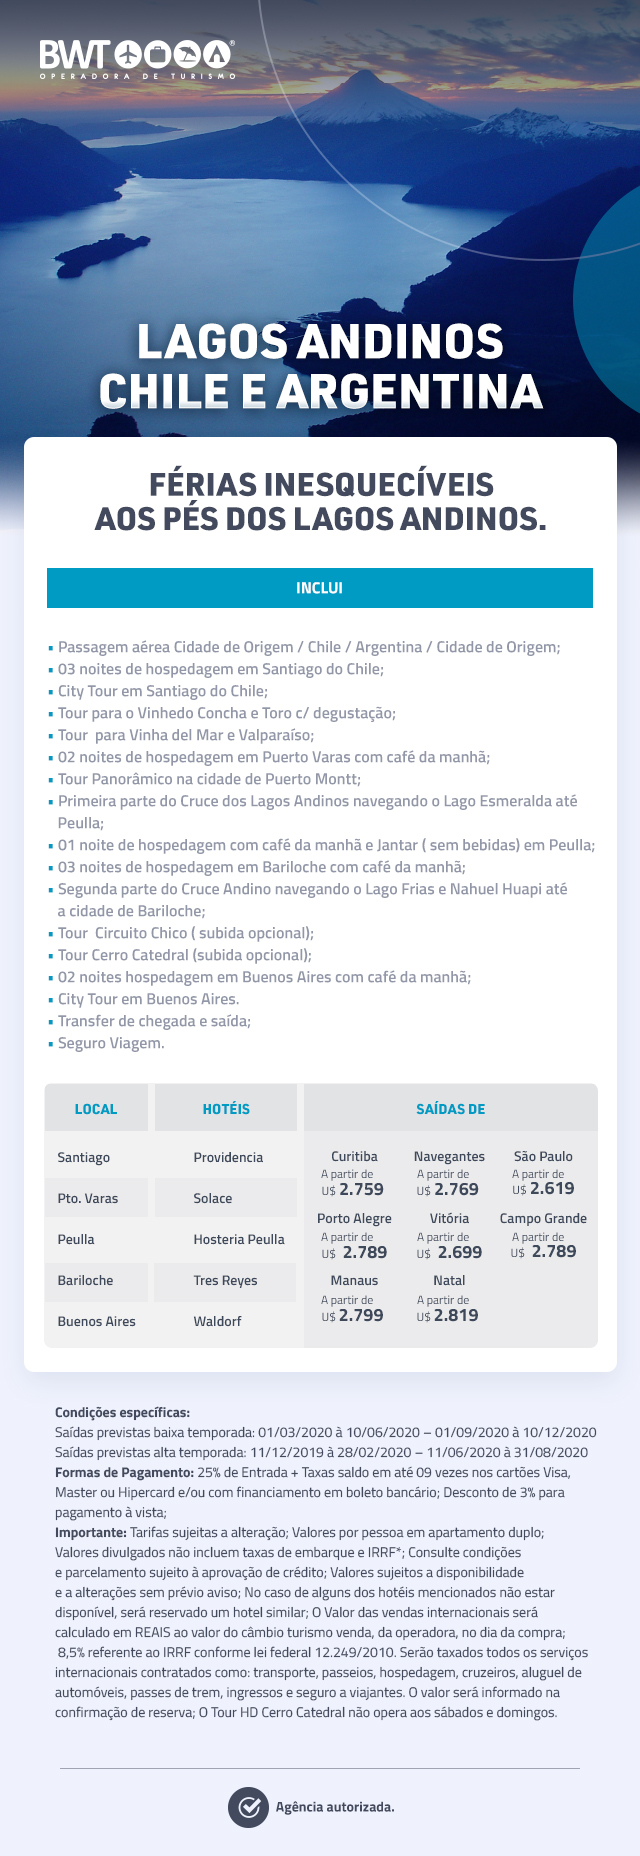 BWT
OPERADORA DE TURISMO
LAGOS ANDINOS
CHILE E ARGENTINA
FÉRIAS INESQUECÍVEIS
AOS PÉS DOS LAGOS ANDINOS.
INCLUI
▪ Passagem aérea Cidade de Origem / Chile / Argentina / Cidade de Origem;
▪ 03 noites de hospedagem em Santiago do Chile;
▪ City Tour em Santiago do Chile;
▪ Tour para o Vinhedo Concha e Toro c/ degustação;
▪ Tour para Vinha del Mar e Valparaíso;
▪ 02 noites de hospedagem em Puerto Varas com café da manhã;
▪ Tour Panorâmico na cidade de Puerto Montt;
▪ Primeira parte do Cruce dos Lagos Andinos navegando o Lago Esmeralda até
Peulla;
▪ 01 noite de hospedagem com café da manhã e Jantar ( sem bebidas) em Peulla;
▪ 03 noites de hospedagem em Bariloche com café da manhã;
▪ Segunda parte do Cruce Andino navegando o Lago Frias e Nahuel Huapi até
a cidade de Bariloche;
▪ Tour Circuito Chico ( subida opcional);
▪ Tour Cerro Catedral (subida opcional);
▪ 02 noites hospedagem em Buenos Aires com café da manhã;
▪ City Tour em Buenos Aires.
▪ Transfer de chegada e saída;
▪ Seguro Viagem.
LOCAL HOTÉIS SAÍDAS DE
Santiago Providencia
Pto. Varas Solace
Peulla Hosteria Peulla
Bariloche Tres Reyes
Buenos Aires Waldorf
Curitiba Navegantes São Paulo
A partir de A partir de A partir de
U$ 2.759 U$ 2.769 U$ 2.619
Porto Alegre Vitória Campo Grande
A partir de A partir de A partir de
U$ 2.789 U$ 2.699 U$ 2.789
Manaus Natal
A partir de A partir de
U$ 2.799 U$ 2.819
Condições específicas:
Saídas previstas baixa temporada: 01/03/2020 à 10/06/2020 – 01/09/2020 à 10/12/2020
Saídas previstas alta temporada: 11/12/2019 à 28/02/2020 – 11/06/2020 à 31/08/2020
Formas de Pagamento: 25% de Entrada + Taxas saldo em até 09 vezes nos cartões Visa,
Master ou Hipercard e/ou com financiamento em boleto bancário; Desconto de 3% para
pagamento à vista;
Importante: Tarifas sujeitas a alteração; Valores por pessoa em apartamento duplo;
Valores divulgados não incluem taxas de embarque e IRRF*; Consulte condições
e parcelamento sujeito à aprovação de crédito; Valores sujeitos a disponibilidade
e a alterações sem prévio aviso; No caso de alguns dos hotéis mencionados não estar
disponível, será reservado um hotel similar; O Valor das vendas internacionais será
calculado em REAIS ao valor do câmbio turismo venda, da operadora, no dia da compra;
8,5% referente ao IRRF conforme lei federal 12.249/2010. Serão taxados todos os serviços
internacionais contratados como: transporte, passeios, hospedagem, cruzeiros, aluguel de
automóveis, passes de trem, ingressos e seguro a viajantes. O valor será informado na
confirmação de reserva; O Tour HD Cerro Catedral não opera aos sábados e domingos.
Agência autorizada.